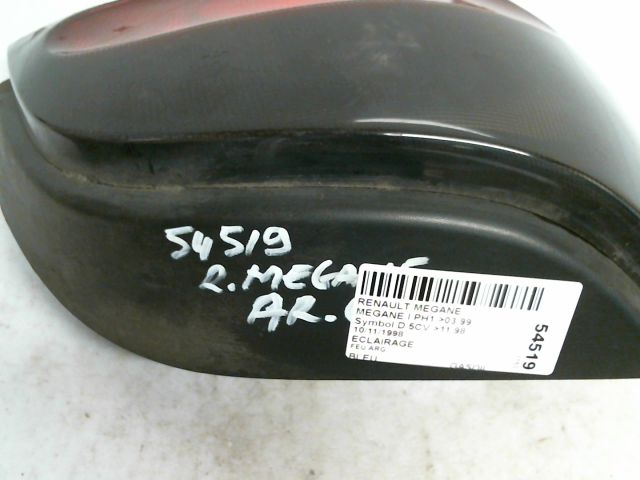 54519
R.MEGANE
AR.G
RENAULT MEGANE
MEGANE I PH1 >03.99
Symbol D 5CV >11.98
10/11/1998
ECLAIRAGE
FEU ARG
BLEU
54519